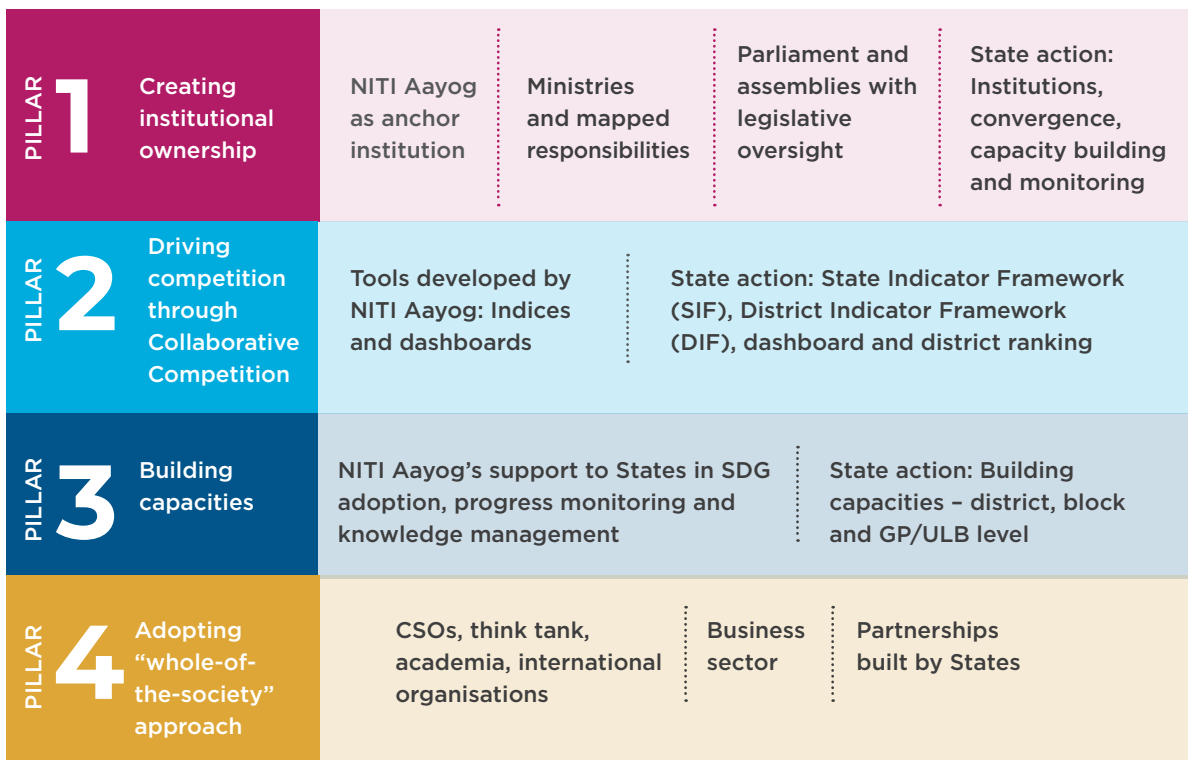 PILLAR
1
Creating
institutional
ownership
NITI Aayog
as anchor
institution
Ministries
and mapped
responsibilities
Parliament and
assemblies with
legislative
oversight
State action:
Institutions,
convergence,
capacity building
and monitoring
PILLAR
2
Driving
competition
through
Collaborative
Competition
Tools developed by
NITI Aayog: Indices
and dashboards
State action: State Indicator Framework
(SIF), District Indicator Framework
(DIF), dashboard and district ranking
PILLAR
3
Building
capacities
NITI Aayog’s support to States in SDG
adoption, progress monitoring and
knowledge management
State action: Building
capacities – district, block
and GP/ULB level
PILLAR
4
Adopting
“whole-of-
the-society”
approach
CSOs, think tank,
academia, international
organisations
Business
sector
Partnerships
built by States